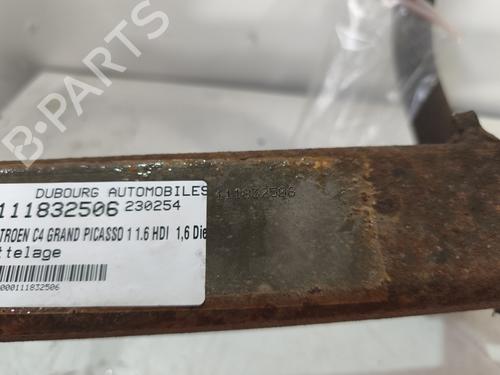 B-PARTS
DUBOURG AUTOMOBILES
111832506 230254
TROEN C4 GRAND PICASSO 1 1.6 HDI 1,6 Die
ttelage
000111832506
111832506